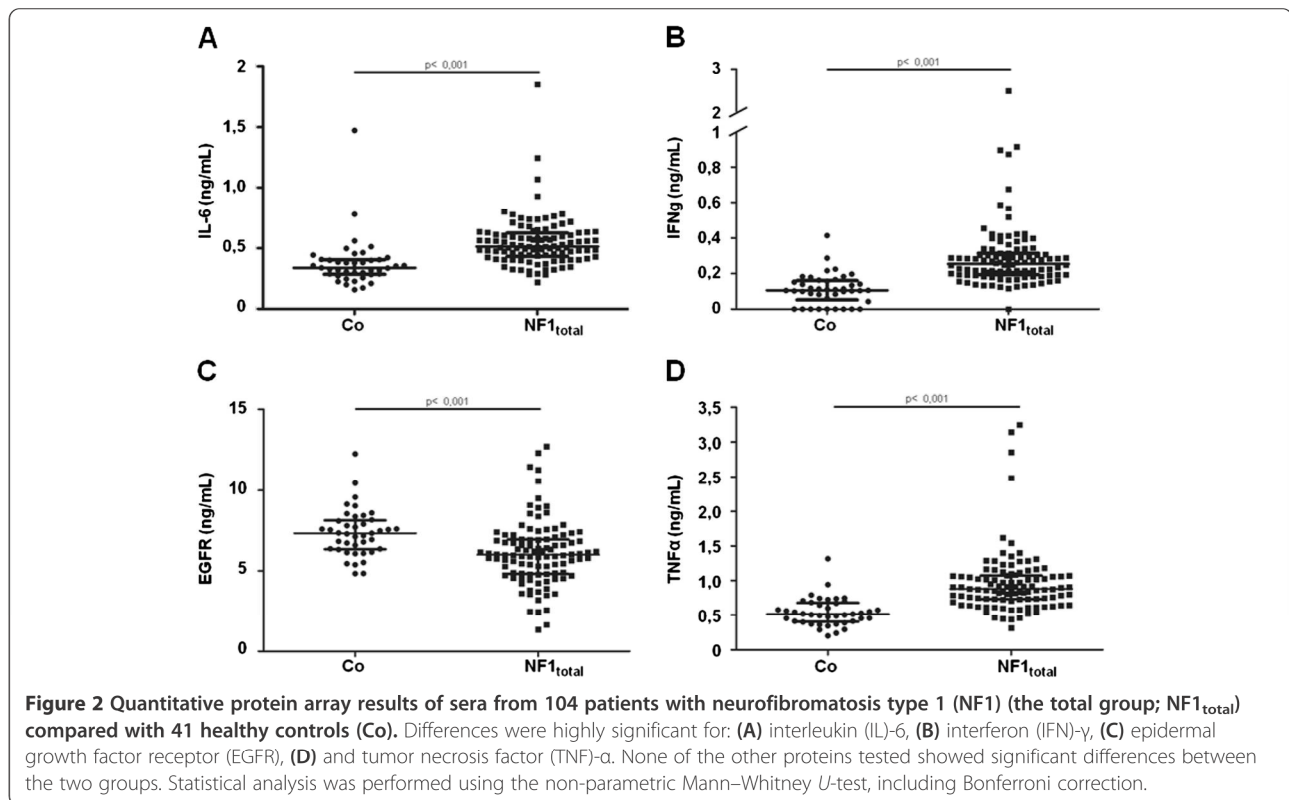 A
p< 0,001
2
1,5
1,0
0,5
0
IL-6 (ng/mL)
Co
NF1total
B
p< 0,001
3
2
1
0,8
0,6
0,4
0,2
0
IFNg (ng/mL)
Co
NF1total
C
p< 0,001
15
10
5
0
EGFR (ng/mL)
Co
NF1total
D
p< 0,001
3,5
3,0
2,5
2,0
1,5
1,0
0,5
0
TNFα (ng/mL)
Co
NF1total
Figure 2 Quantitative protein array results of sera from 104 patients with neurofibromatosis type 1 (NF1) (the total group; NF1total)
compared with 41 healthy controls (Co). Differences were highly significant for: (A) interleukin (IL)-6, (B) interferon (IFN)-γ, (C) epidermal
growth factor receptor (EGFR), (D) and tumor necrosis factor (TNF)-α. None of the other proteins tested showed significant differences between
the two groups. Statistical analysis was performed using the non-parametric Mann–Whitney U-test, including Bonferroni correction.